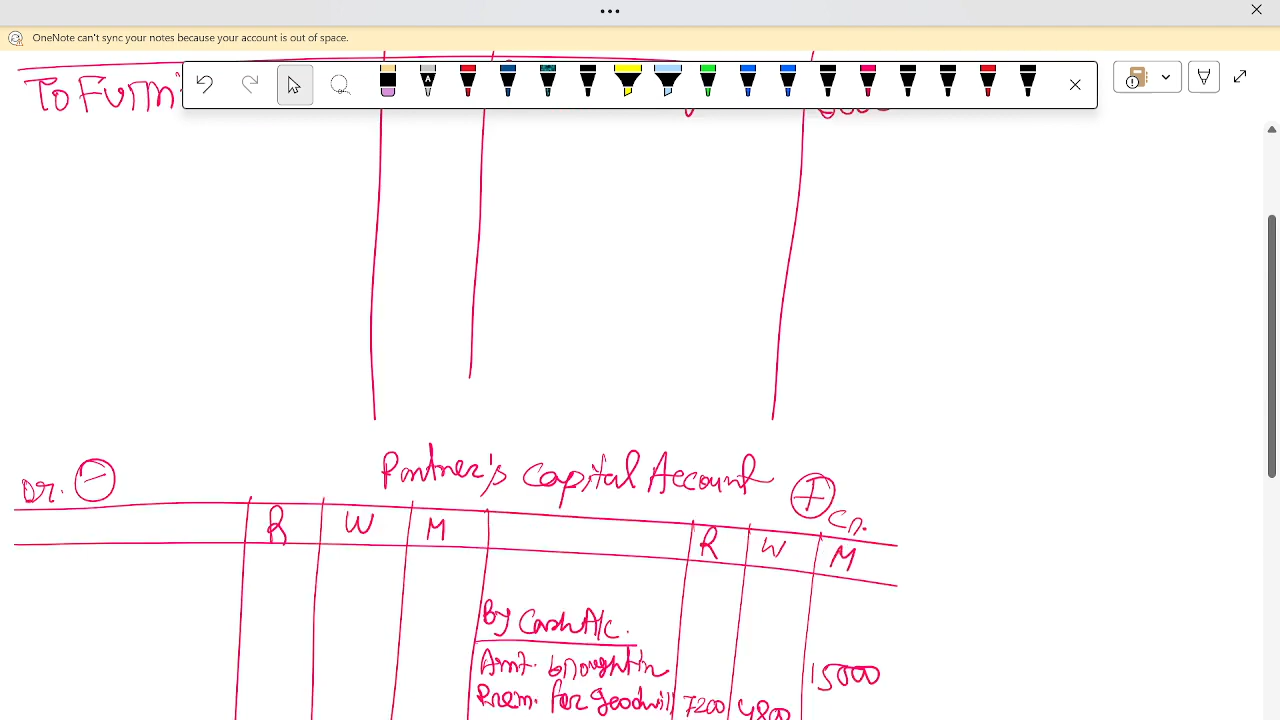 OneNote can't sync your notes because your account is out of space.
To Furni
Partner's Capital Account
Dr. - + Cr.
R W M R W M
By Cash A/c.
Amt. brought in 15000
Prem. for goodwill 7200 4800